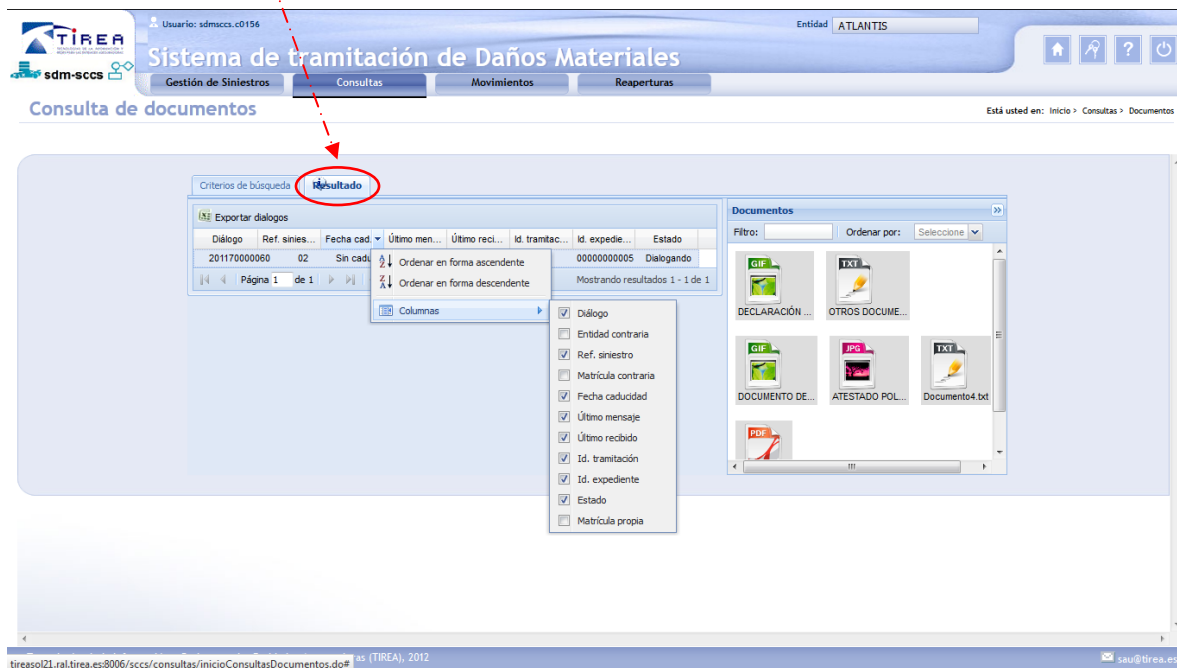 Usuario: sdmsccs.c0156
Entidad ATLANTIS
TIREA
sdm-sccs
Sistema de tramitación de Daños Materiales
Gestión de Siniestros Consultas Movimientos Reaperturas
Consulta de documentos
Está usted en: Inicio > Consultas > Documentos
Criterios de búsqueda Resultado
Exportar dialogos
Diálogo Ref. sinies... Fecha cad. Último men... Último reci... Id. tramitac... Id. expedie... Estado
201170000060 02 Sin cadu 00000000005 Dialogando
Página 1 de 1 Mostrando resultados 1 - 1 de 1
Ordenar en forma ascendente
Ordenar en forma descendente
Columnas
Diálogo
Entidad contraria
Ref. siniestro
Matrícula contraria
Fecha caducidad
Último mensaje
Último recibido
Id. tramitación
Id. expediente
Estado
Matrícula propia
Documentos
Filtro: Ordenar por: Seleccione
GIF TXT
DECLARACIÓN ... OTROS DOCUME...
GIF JPG TXT
DOCUMENTO DE... ATESTADO POL... Documento4.txt
PDF
ras (TIREA), 2012
sau@tirea.es
tireasol21.ral.tirea.es:8006/sccs/consultas/inicioConsultasDocumentos.do#